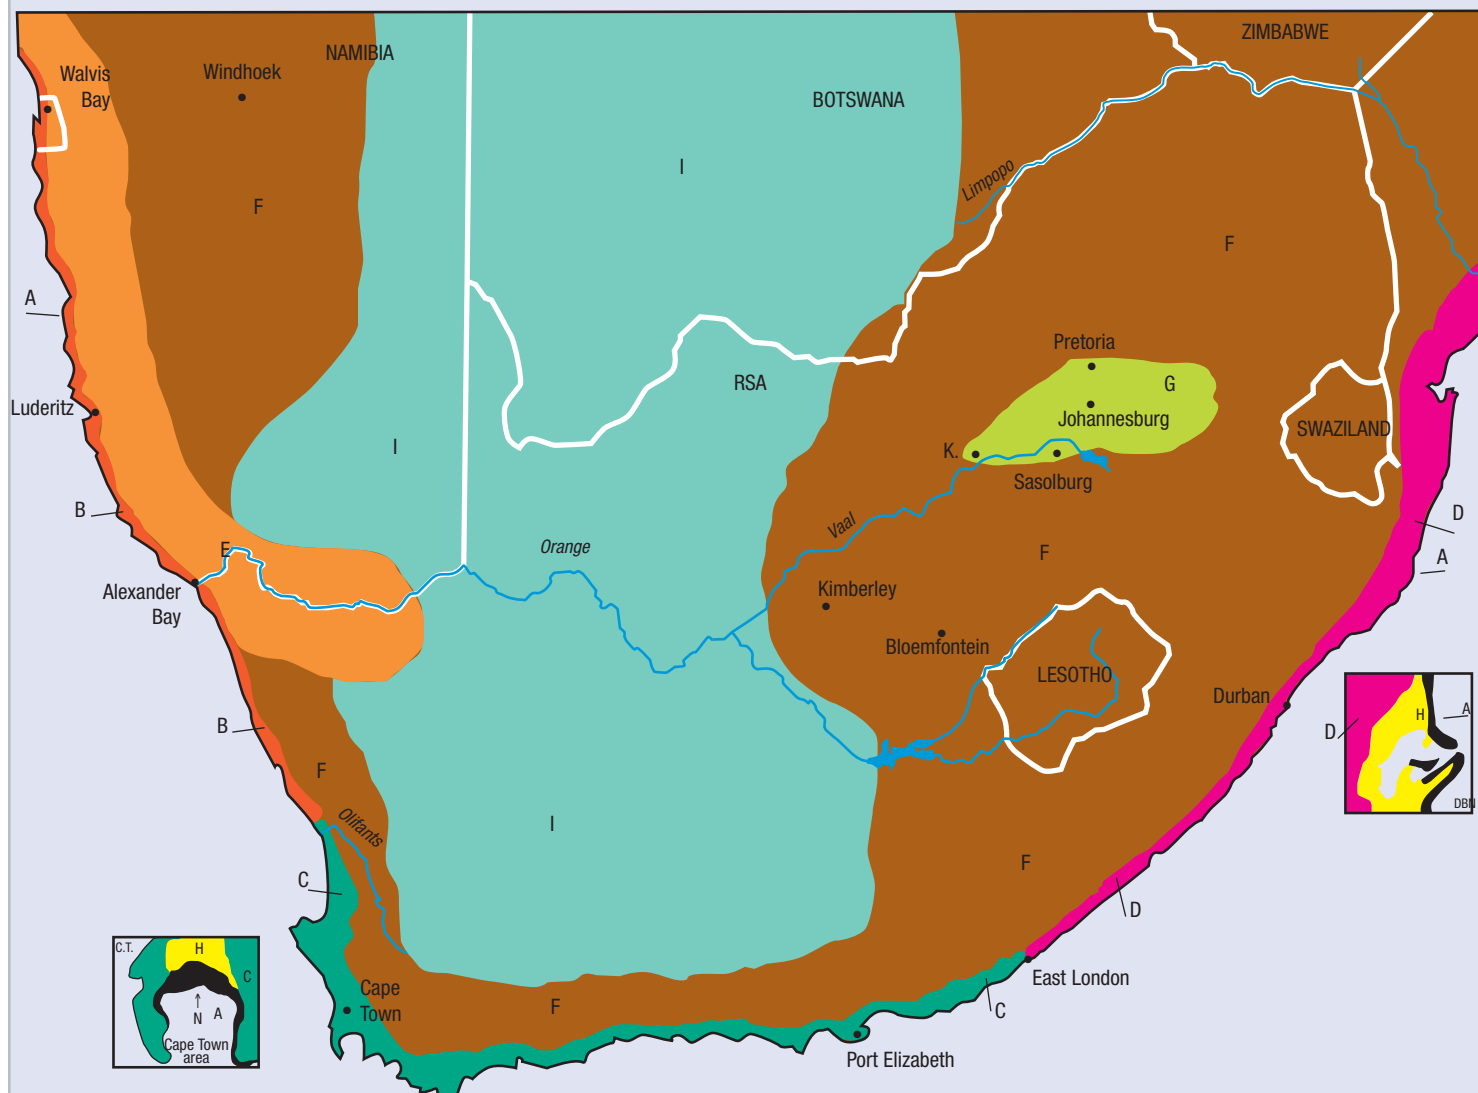 ZIMBABWE
NAMIBIA
Walvis
Bay
Windhoek
BOTSWANA
I
Limpopo
F
F
A
Pretoria
RSA
G
Luderitz
Johannesburg
SWAZILAND
I
K.
Sasolburg
B
D
Vaal
E
Orange
F
A
Alexander
Bay
Kimberley
Bloemfontein
LESOTHO
Durban
H
A
D
B
F
DBN
Olifants
I
F
C
D
C.T.
H
C
East London
Cape
Town
F
N
A
C
Cape Town
area
Port Elizabeth